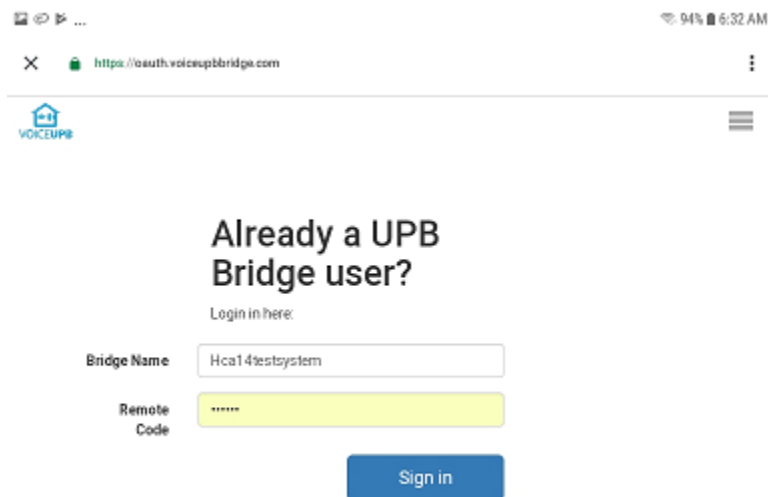 94% 6:32 AM
https://oauth.voiceupbbridge.com
VOICEUPB
Already a UPB
Bridge user?
Login in here:
Bridge Name Hca14testsystem
Remote
Code ······
Sign in